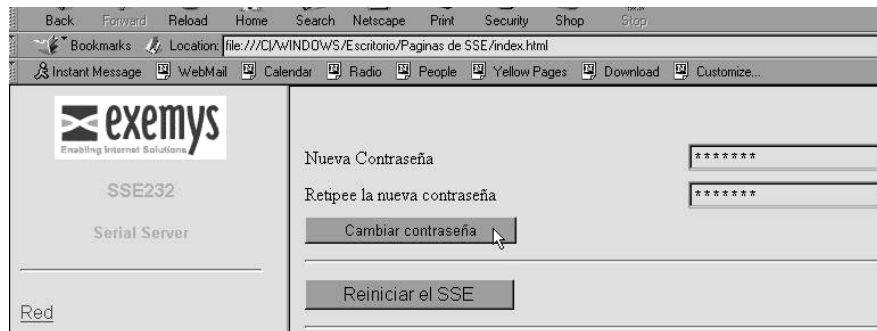 Back Forward Reload Home Search Netscape Print Security Shop Stop
Bookmarks Location: file:///C|/WINDOWS/Escritorio/Paginas de SSE/index.html
Instant Message WebMail Calendar Radio People Yellow Pages Download Customize...
exemys
Enabling Internet Solutions
SSE232
Serial Server
Red
Nueva Contraseña *******
Retipee la nueva contraseña *******
Cambiar contraseña
Reiniciar el SSE